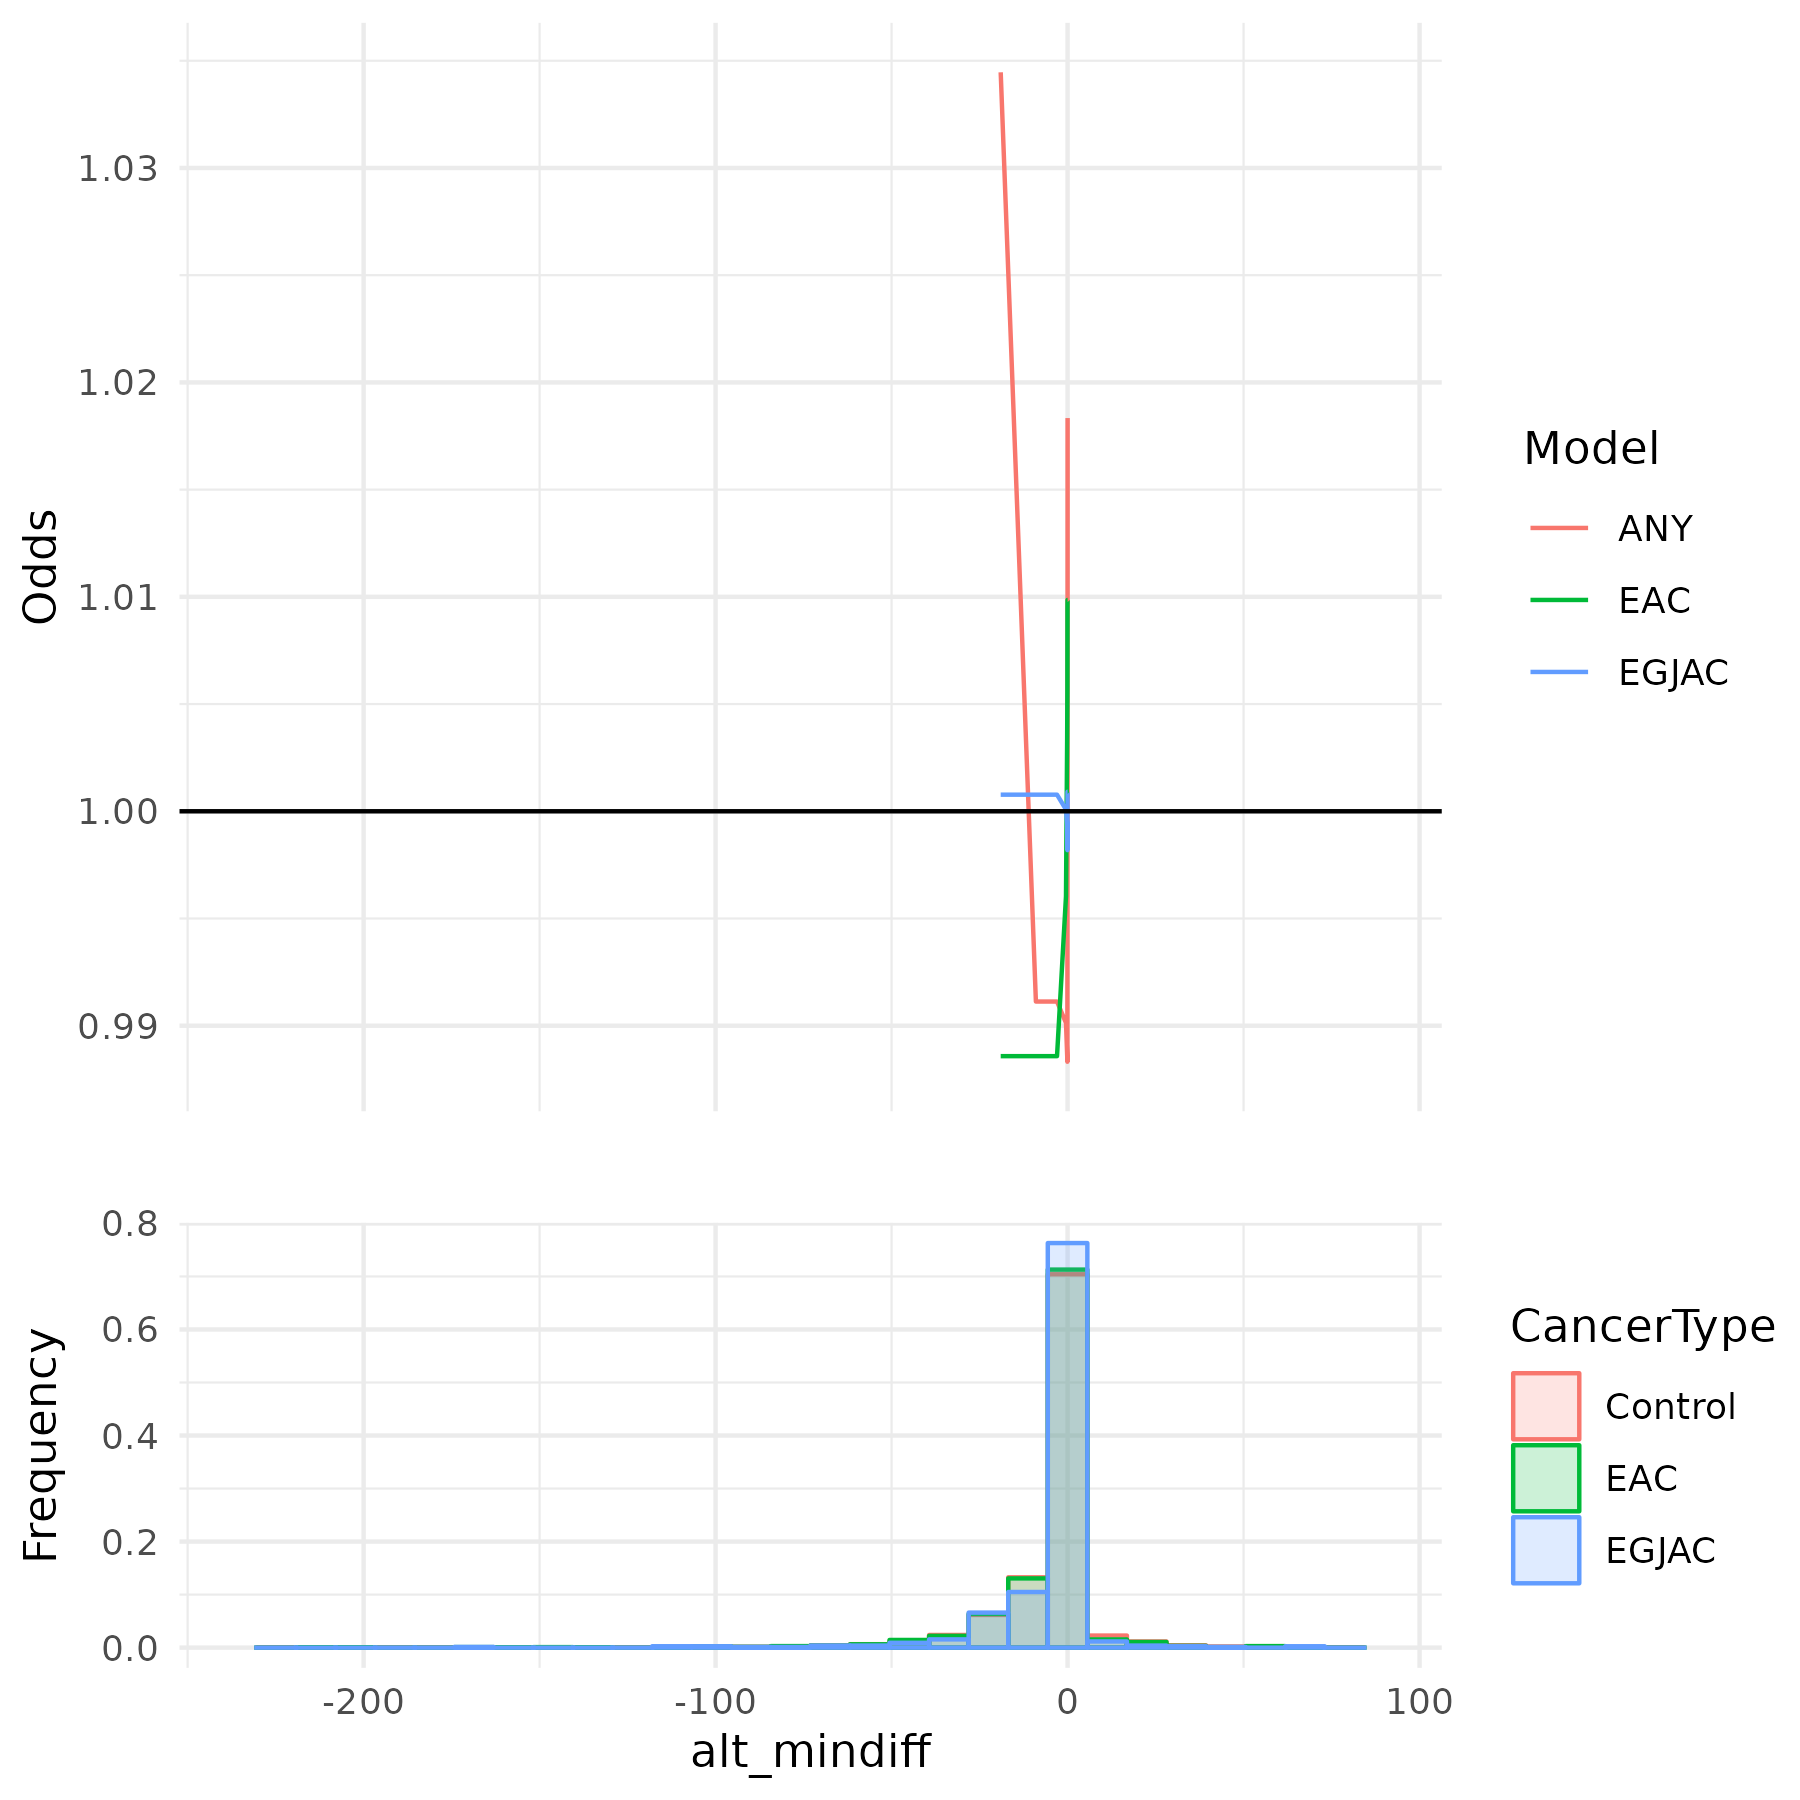 Odds
1.03
1.02
1.01
1.00
0.99
Model
ANY
EAC
EGJAC
Frequency
0.8
0.6
0.4
0.2
0.0
-200
-100
0
100
alt_mindiff
CancerType
Control
EAC
EGJAC